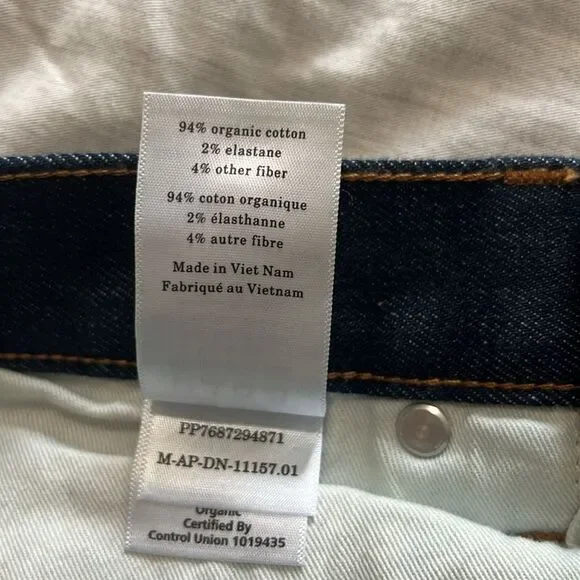 94% organic cotton
2% elastane
4% other fiber
94% coton organique
2% élasthanne
4% autre fibre
Made in Viet Nam
Fabriqué au Vietnam
PP7687294871
M-AP-DN-11157.01
Organic
Certified By
Control Union 1019435